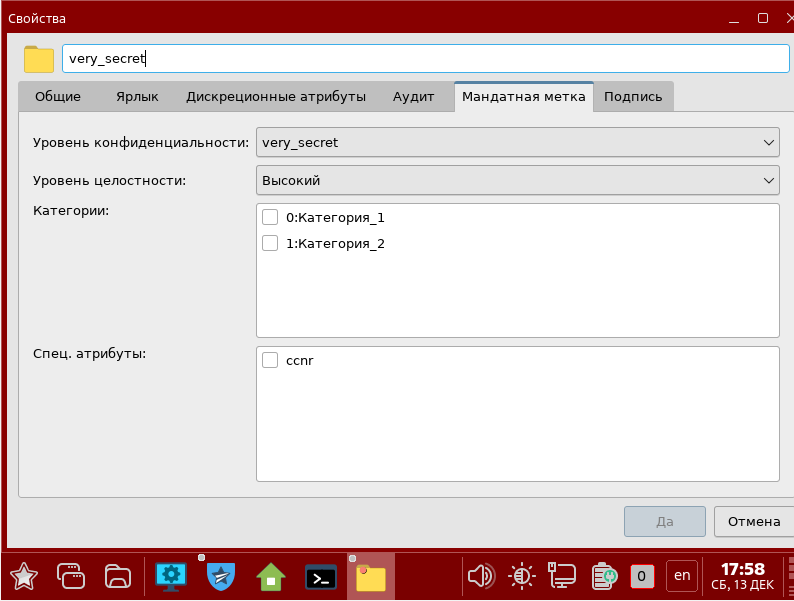 Свойства
very_secret
Общие Ярлык Дискреционные атрибуты Аудит Мандатная метка Подпись
Уровень конфиденциальности: very_secret
Уровень целостности: Высокий
Категории:
0:Категория_1
1:Категория_2
Спец. атрибуты:
ccnr
Да Отмена
0 en 17:58
СБ, 13 ДЕК